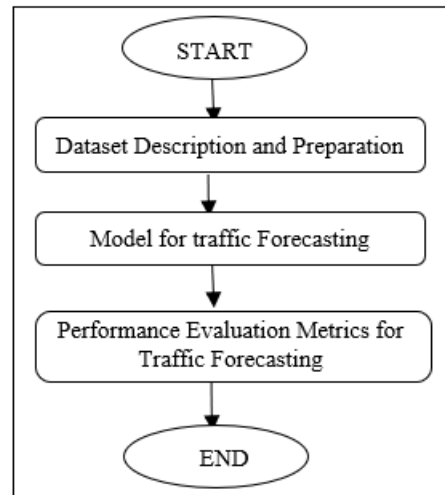 START
Dataset Description and Preparation
Model for traffic Forecasting
Performance Evaluation Metrics for
Traffic Forecasting
END